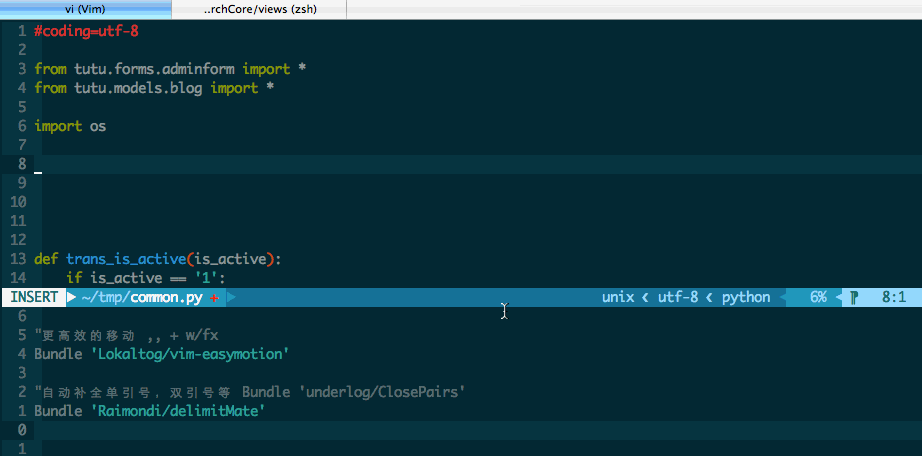 vi (Vim) ..rchCore/views (zsh)
1 #coding=utf-8
2
3 from tutu.forms.adminform import *
4 from tutu.models.blog import *
5
6 import os
7
8
9
10
11
12
13 def trans_is_active(is_active):
14     if is_active == '1':
INSERT ~/tmp/common.py + unix utf-8 python 6% 8:1
6
5 "更高效的移动 ,, + w/fx
4 Bundle 'Lokaltog/vim-easymotion'
3
2 "自动补全单引号，双引号等 Bundle 'underlog/ClosePairs'
1 Bundle 'Raimondi/delimitMate'
0
1